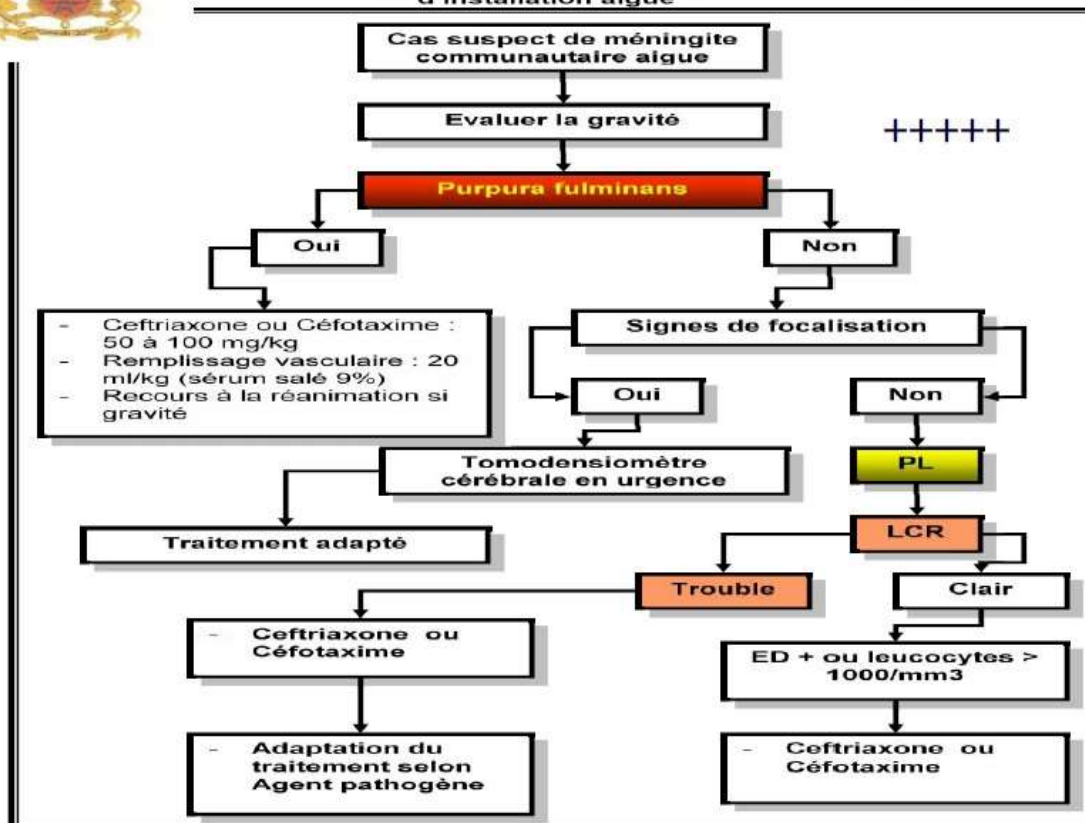 d'installation aigue
Cas suspect de méningite
communautaire aigue
Evaluer la gravité
+++++
Purpura fulminans
Oui
Non
- Ceftriaxone ou Céfotaxime :
50 à 100 mg/kg
- Remplissage vasculaire : 20
ml/kg (sérum salé 9%)
- Recours à la réanimation si
gravité
Signes de focalisation
Oui
Non
Tomodensiomètre
cérébrale en urgence
PL
Traitement adapté
LCR
Trouble
Clair
- Ceftriaxone ou
Céfotaxime
ED + ou leucocytes >
1000/mm3
- Adaptation du
traitement selon
Agent pathogène
- Ceftriaxone ou
Céfotaxime